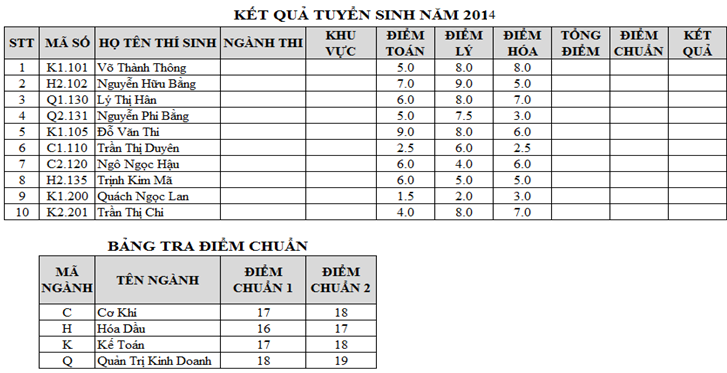 KẾT QUẢ TUYỂN SINH NĂM 2014
STT MÃ SỐ HỌ TÊN THÍ SINH NGÀNH THI KHU VỰC ĐIỂM TOÁN ĐIỂM LÝ ĐIỂM HÓA TỔNG ĐIỂM ĐIỂM CHUẨN KẾT QUẢ
1 K1.101 Võ Thành Thông 5.0 8.0 8.0
2 H2.102 Nguyễn Hữu Bằng 7.0 9.0 5.0
3 Q1.130 Lý Thị Hân 6.0 8.0 7.0
4 Q2.131 Nguyễn Phi Bằng 5.0 7.5 3.0
5 K1.105 Đỗ Văn Thi 9.0 8.0 6.0
6 C1.110 Trần Thị Duyên 2.5 6.0 2.5
7 C2.120 Ngô Ngọc Hậu 6.0 4.0 6.0
8 H2.135 Trịnh Kim Mã 6.0 5.0 5.0
9 K1.200 Quách Ngọc Lan 1.5 2.0 3.0
10 K2.201 Trần Thị Chi 4.0 8.0 7.0
BẢNG TRA ĐIỂM CHUẨN
MÃ NGÀNH TÊN NGÀNH ĐIỂM CHUẨN 1 ĐIỂM CHUẨN 2
C Cơ Khí 17 18
H Hóa Dầu 16 17
K Kế Toán 17 18
Q Quản Trị Kinh Doanh 18 19